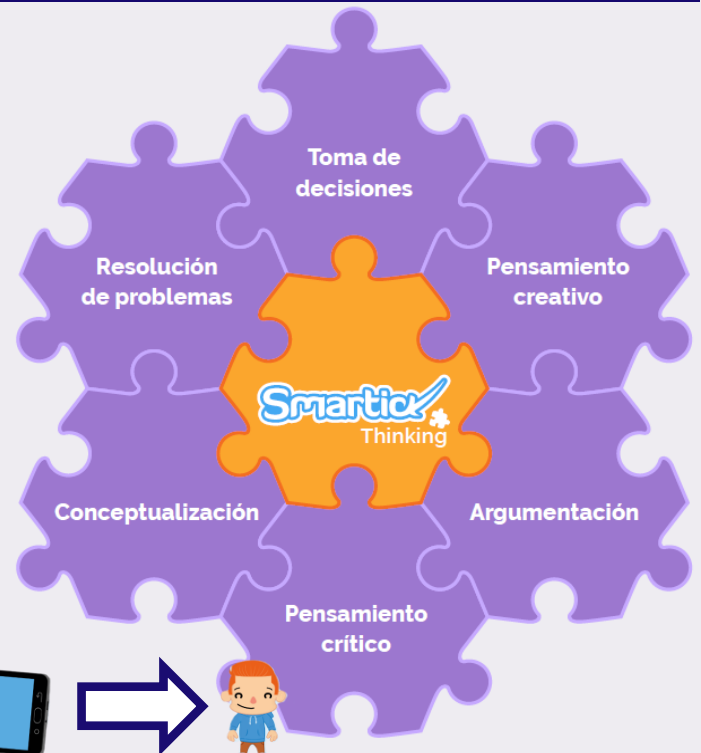 Toma de
decisiones
Resolución
de problemas
Pensamiento
creativo
Smartick
Thinking
Conceptualización
Argumentación
Pensamiento
crítico